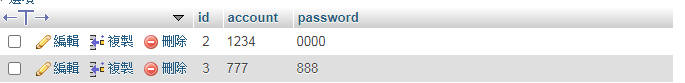 id account password
編輯 複製 刪除 2 1234 0000
編輯 複製 刪除 3 777 888